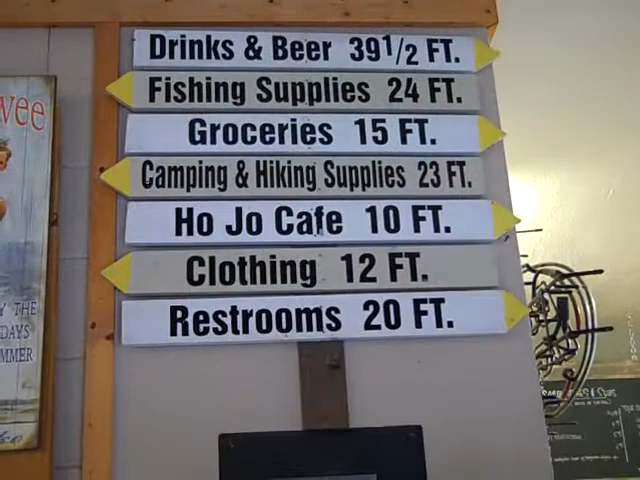 Drinks & Beer 39 1/2 FT.
Fishing Supplies 24 FT.
Groceries 15 FT.
Camping & Hiking Supplies 23 FT.
Ho Jo Cafe 10 FT.
Clothing 12 FT.
Restrooms 20 FT.
vee
Y THE
DAYS
MMER